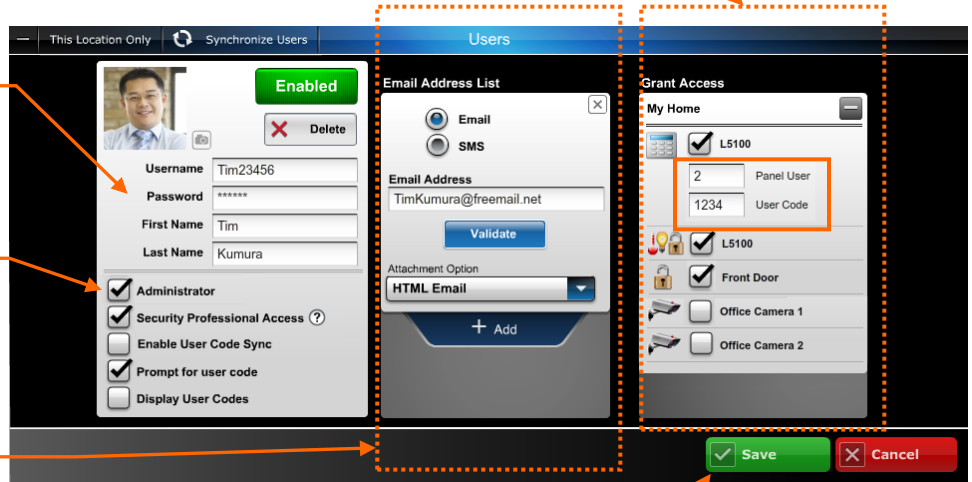 This Location Only
Synchronize Users
Users
Enabled
Delete
Username
Tim23456
Password
******
First Name
Tim
Last Name
Kumura
Administrator
Security Professional Access ?
Enable User Code Sync
Prompt for user code
Display User Codes
Email Address List
Email
SMS
Email Address
TimKumura@freemail.net
Validate
Attachment Option
HTML Email
+ Add
Grant Access
My Home
L5100
2 Panel User
1234 User Code
L5100
Front Door
Office Camera 1
Office Camera 2
Save
Cancel